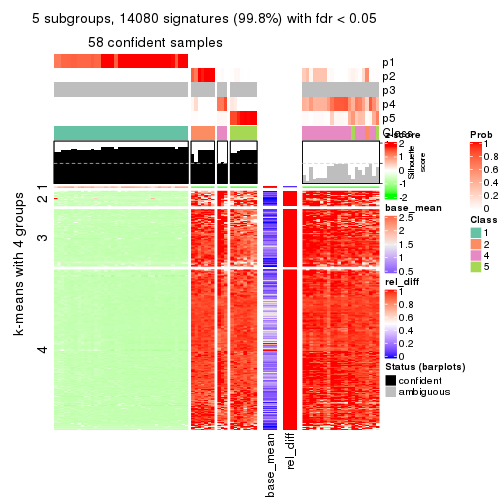 5 subgroups, 14080 signatures (99.8%) with fdr < 0.05
58 confident samples
p1
p2
p3
p4
p5
Class
z-score
2
1
0
-1
-2
Silhouette
score
base_mean
2.5
1.5
0.5
rel_diff
1
0.8
0.6
0.4
0.2
0
Status (barplots)
confident
ambiguous
Prob
1
0.8
0.6
0.4
0.2
0
Class
1
2
4
5
k-means with 4 groups
1
2
3
4
base_mean
rel_diff